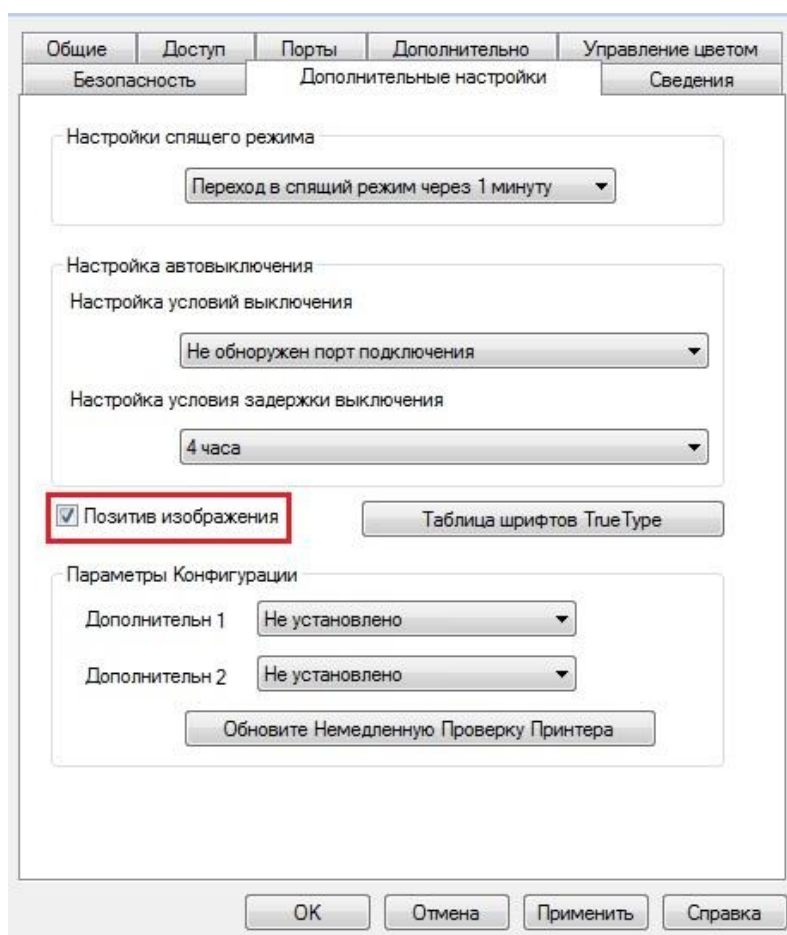 Общие Доступ Порты Дополнительно Управление цветом
Безопасность Дополнительные настройки Сведения
Настройки спящего режима
Переход в спящий режим через 1 минуту
Настройка автовыключения
Настройка условий выключения
Не обноружен порт подключения
Настройка условия задержки выключения
4 часа
Позитив изображения Таблица шрифтов TrueType
Параметры Конфигурации
Дополнительн 1 Не установлено
Дополнительн 2 Не установлено
Обновите Немедленную Проверку Принтера
OK Отмена Применить Справка